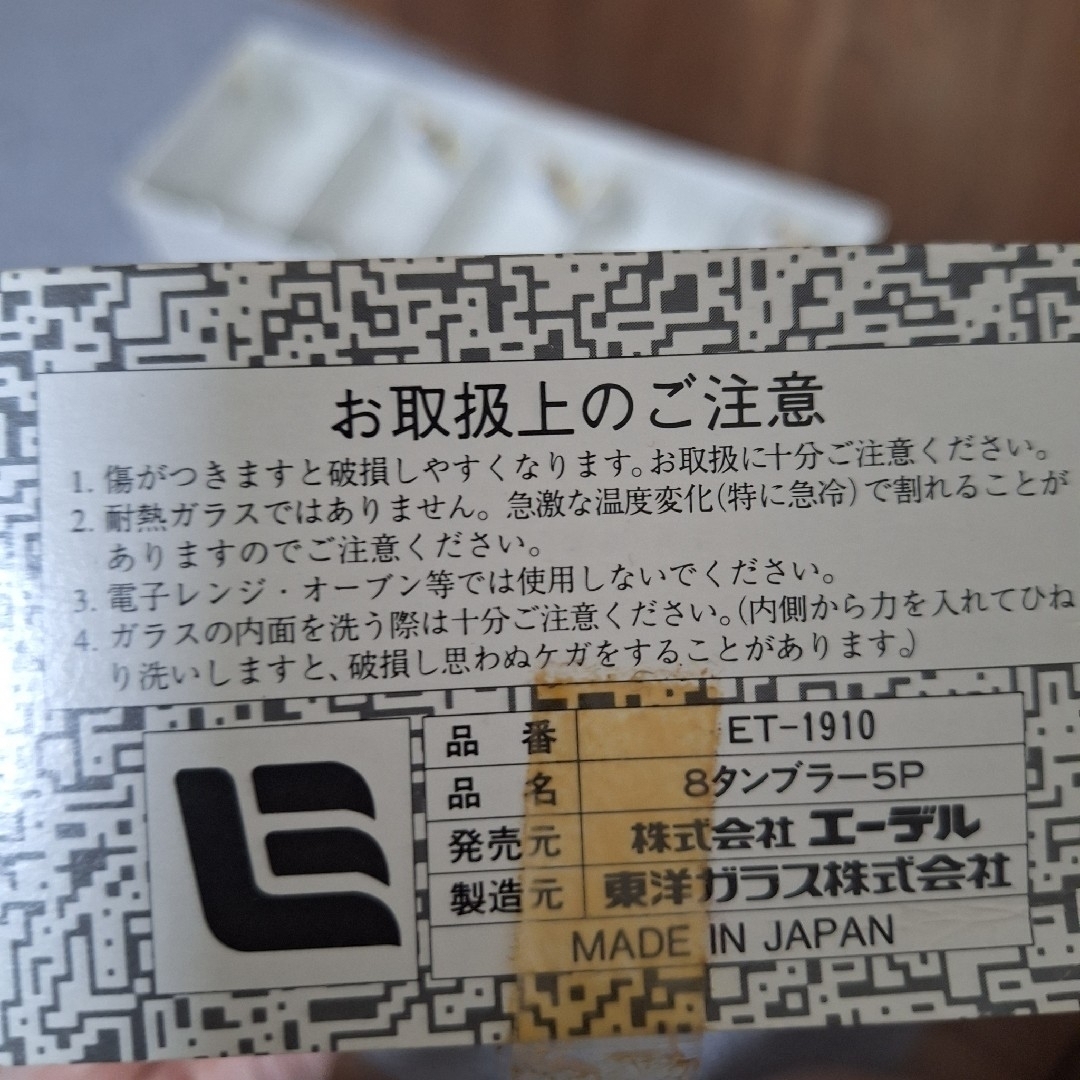 お取扱上のご注意
1. 傷がつきますと破損しやすくなります。お取扱に十分ご注意ください。
2. 耐熱ガラスではありません。急激な温度変化(特に急冷)で割れることが
ありますのでご注意ください。
3. 電子レンジ・オーブン等では使用しないでください。
4. ガラスの内面を洗う際は十分ご注意ください。(内側から力を入れてひね
り洗いしますと、破損し思わぬケガをすることがあります。)
品 番 ET-1910
品 名 8タンブラー5P
発売元 株式会社 エーデル
製造元 東洋ガラス株式会社
MADE IN JAPAN